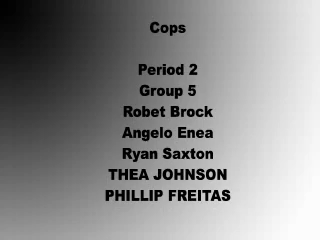 Cops
Period 2
Group 5
Robet Brock
Angelo Enea
Ryan Saxton
THEA JOHNSON
PHILLIP FREITAS